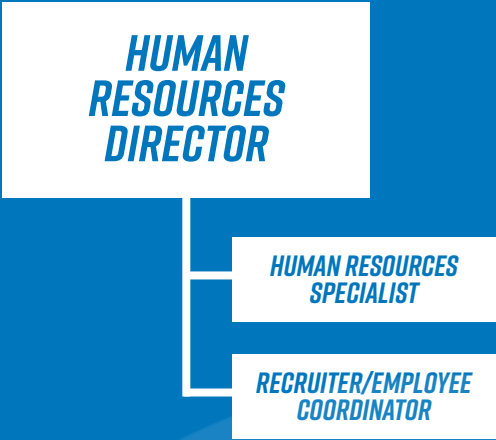 HUMAN
RESOURCES
DIRECTOR
HUMAN RESOURCES
SPECIALIST
RECRUITER/EMPLOYEE
COORDINATOR